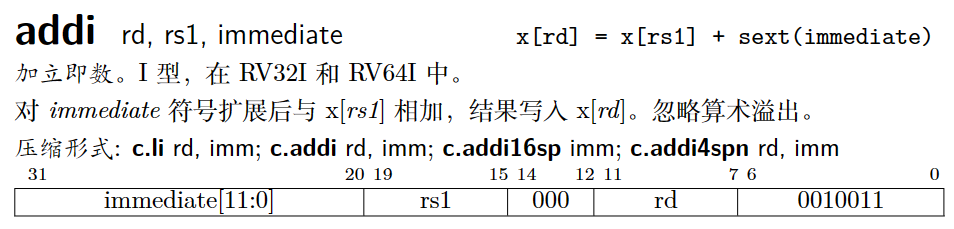 addi rd, rs1, immediate x[rd] = x[rs1] + sext(immediate)
加立即数。I 型，在 RV32I 和 RV64I 中。
对 immediate 符号扩展后与 x[rs1] 相加，结果写入 x[rd]。忽略算术溢出。
压缩形式: c.li rd, imm; c.addi rd, imm; c.addi16sp imm; c.addi4spn rd, imm
31 20 19 15 14 12 11 7 6 0
immediate[11:0] rs1 000 rd 0010011